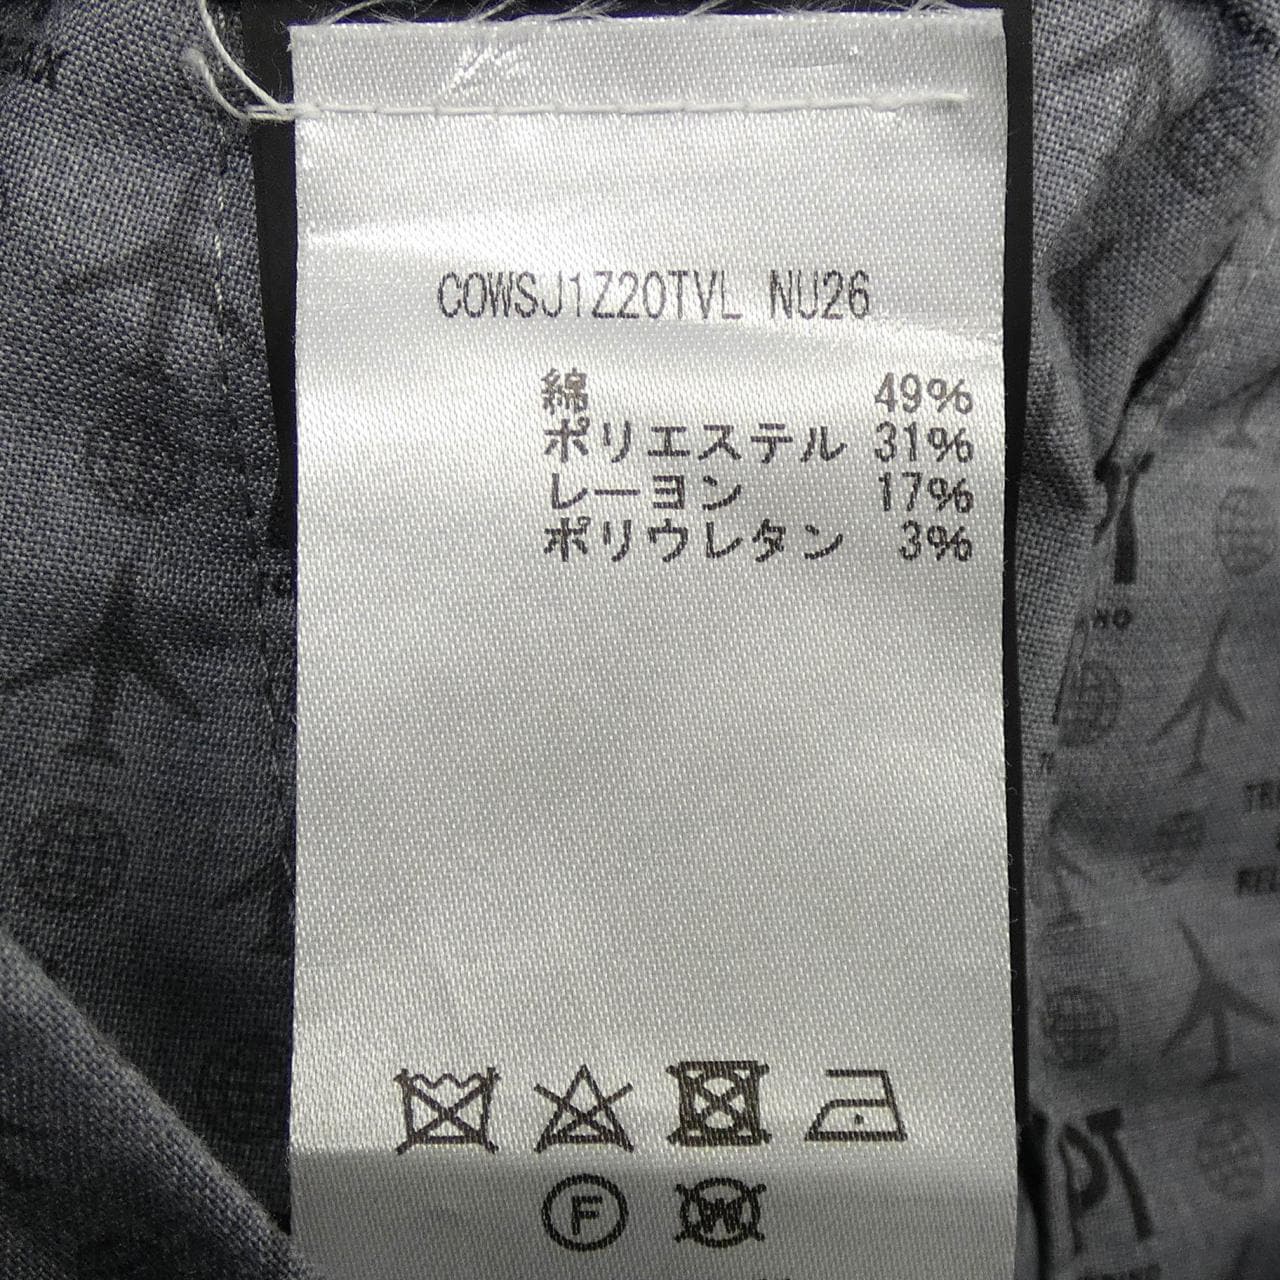 COWSJ1Z20TVL NU26
綿 49%
ポリエステル 31%
レーヨン 17%
ポリウレタン 3%
F
W
PT